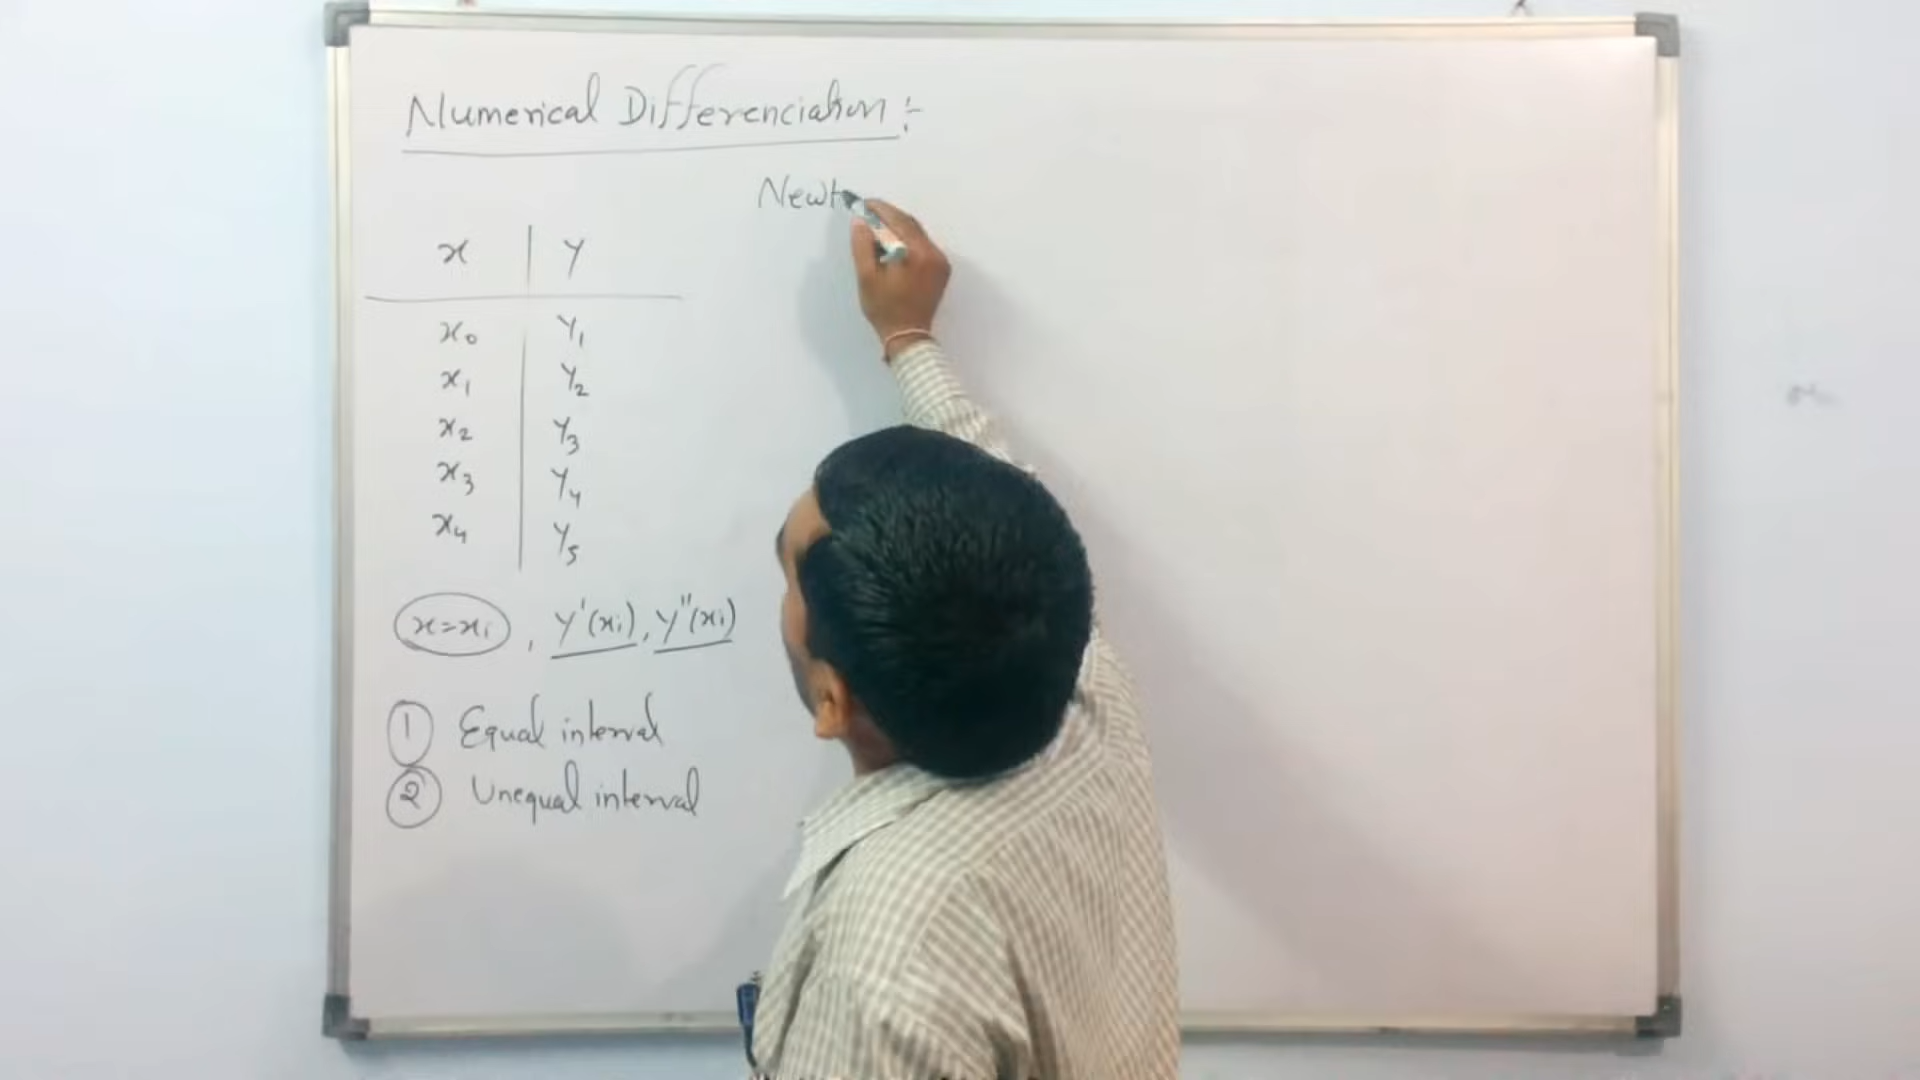 Numerical Differenciation :-
Newt
x | y
x₀ y₁
x₁ y₂
x₂ y₃
x₃ y₄
x₄ y₅
x=xᵢ , y'(xᵢ), y''(xᵢ)
① Equal interval
② Unequal interval